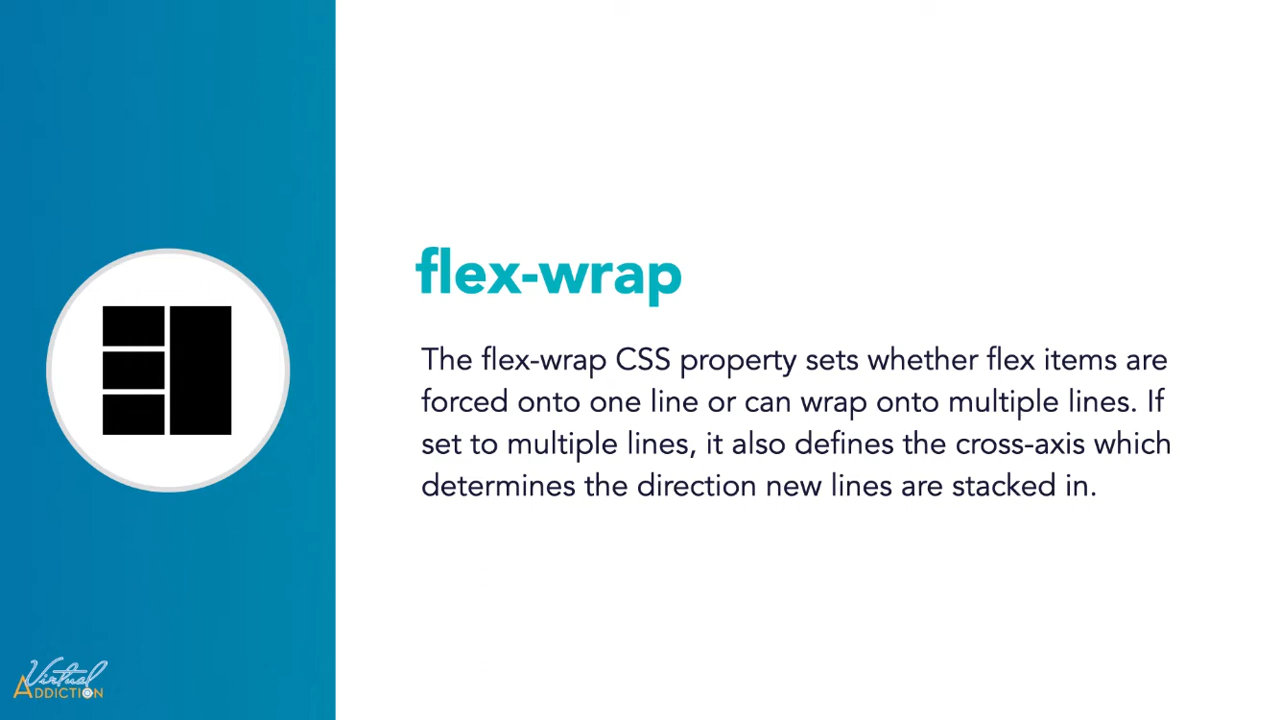 flex-wrap
The flex-wrap CSS property sets whether flex items are
forced onto one line or can wrap onto multiple lines. If
set to multiple lines, it also defines the cross-axis which
determines the direction new lines are stacked in.
Virtual
ADDICTION